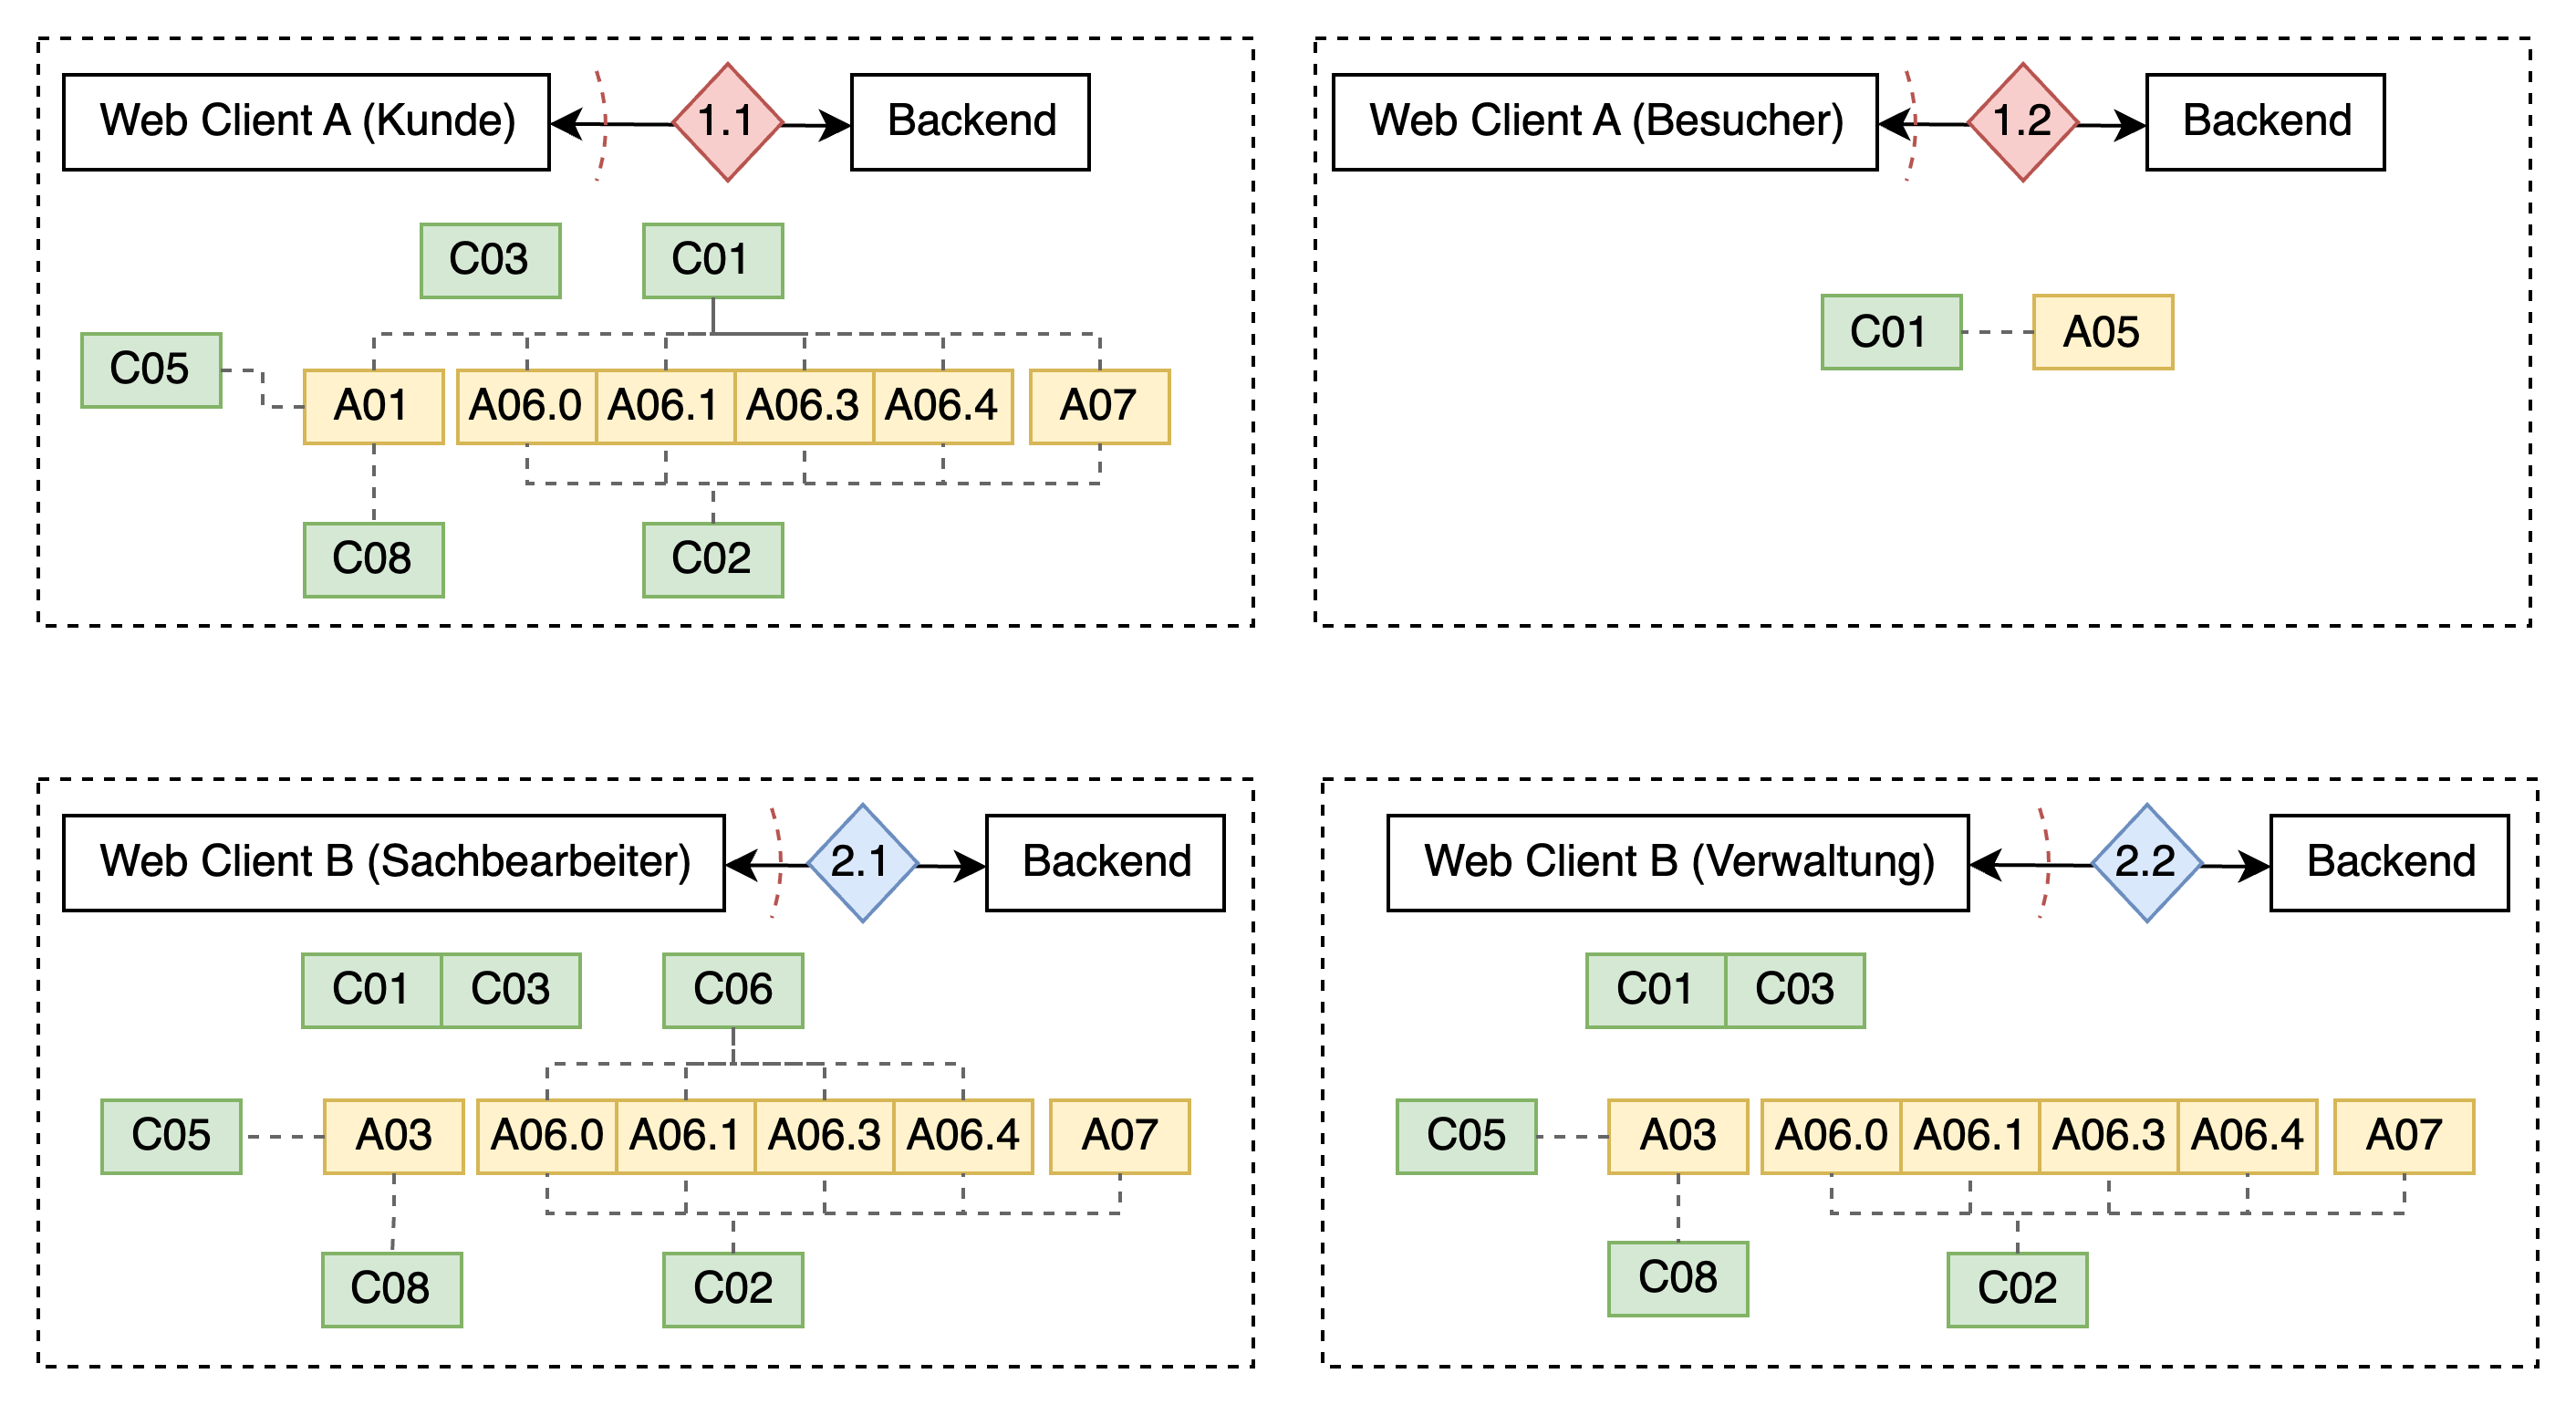 Web Client A (Kunde)
1.1
Backend
C03
C01
C05
A01
A06.0
A06.1
A06.3
A06.4
A07
C08
C02
Web Client A (Besucher)
1.2
Backend
C01
A05
Web Client B (Sachbearbeiter)
2.1
Backend
C01
C03
C06
C05
A03
A06.0
A06.1
A06.3
A06.4
A07
C08
C02
Web Client B (Verwaltung)
2.2
Backend
C01
C03
C05
A03
A06.0
A06.1
A06.3
A06.4
A07
C08
C02